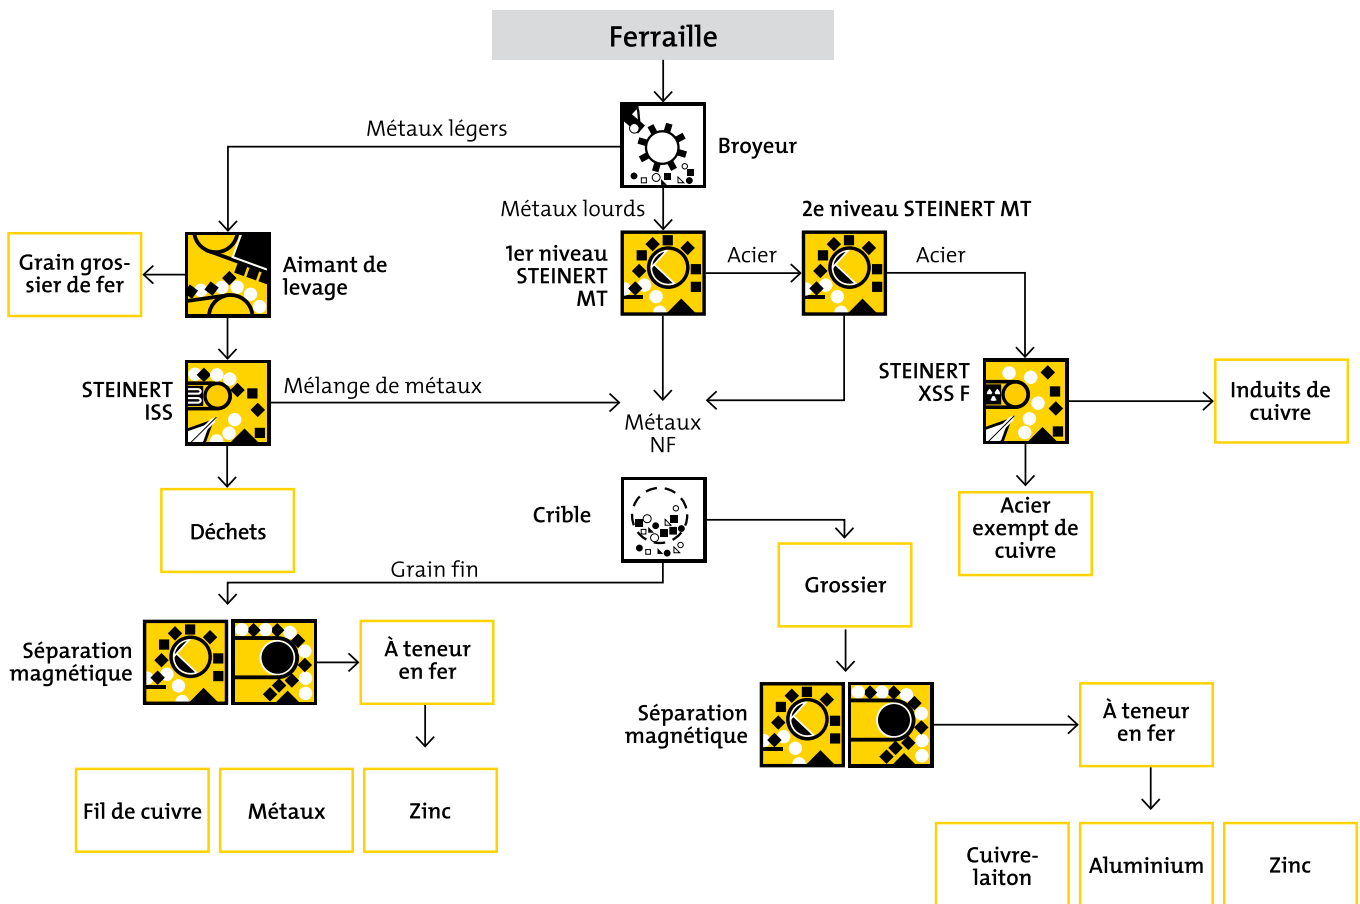 Ferraille
Métaux légers
Broyeur
Métaux lourds
2e niveau STEINERT MT
Grain gros-
sier de fer
Aimant de
levage
1er niveau
STEINERT
MT
Acier
Acier
STEINERT
ISS
Mélange de métaux
Métaux
NF
STEINERT
XSS F
Induits de
cuivre
Déchets
Crible
Acier
exempt de
cuivre
Grain fin
Grossier
Séparation
magnétique
À teneur
en fer
Séparation
magnétique
À teneur
en fer
Fil de cuivre
Métaux
Zinc
Cuivre-
laiton
Aluminium
Zinc